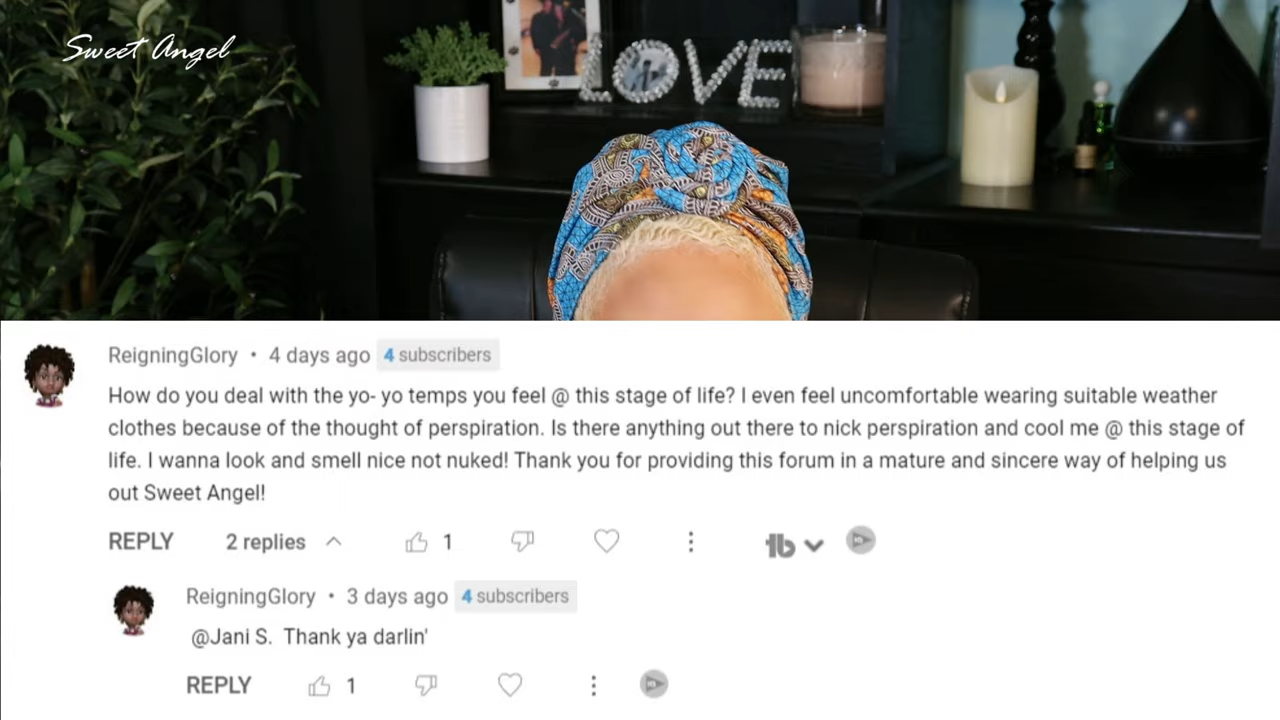 Sweet Angel
LOVE
ReigningGlory • 4 days ago 4 subscribers
How do you deal with the yo- yo temps you feel @ this stage of life? I even feel uncomfortable wearing suitable weather
clothes because of the thought of perspiration. Is there anything out there to nick perspiration and cool me @ this stage of
life. I wanna look and smell nice not nuked! Thank you for providing this forum in a mature and sincere way of helping us
out Sweet Angel!
REPLY 2 replies 1
ReigningGlory • 3 days ago 4 subscribers
@Jani S. Thank ya darlin'
REPLY 1